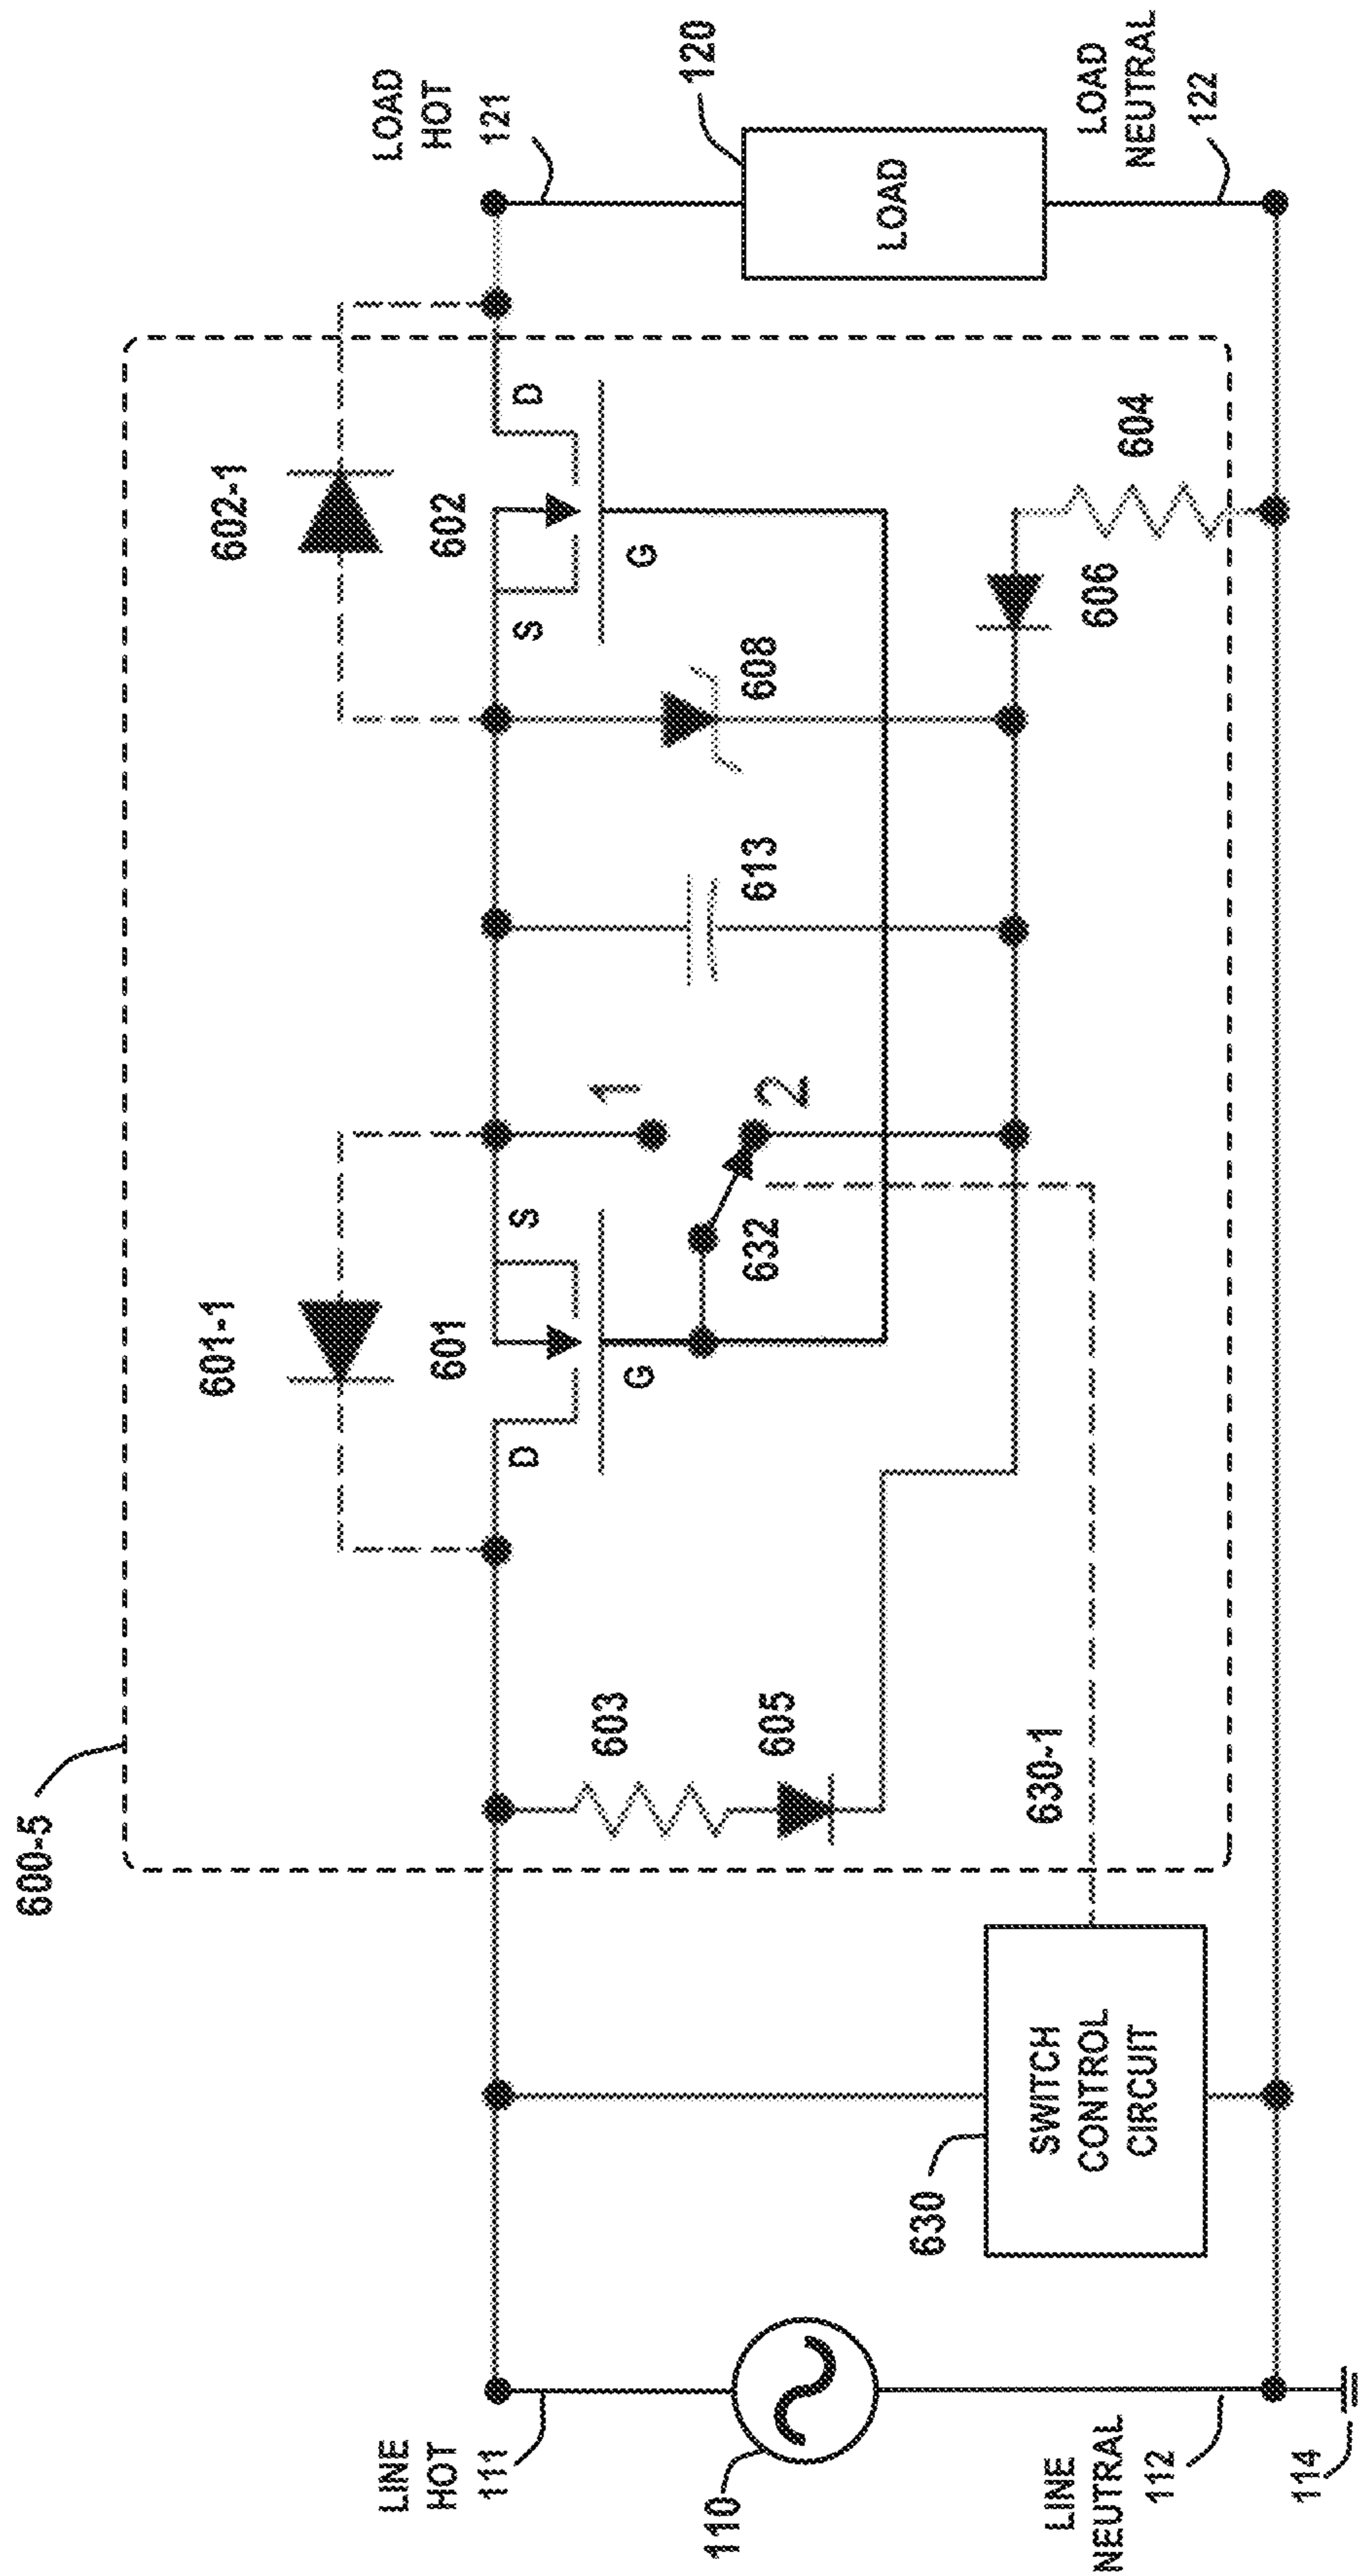 600-5
601-1
602-1
LOAD
HOT
121
601
602
D
S
S
D
G
G
120
603
1
613
608
605
632
2
LOAD
LINE
HOT
111
110
630
SWITCH
CONTROL
CIRCUIT
630-1
606
604
LOAD
NEUTRAL
122
LINE
NEUTRAL
112
114